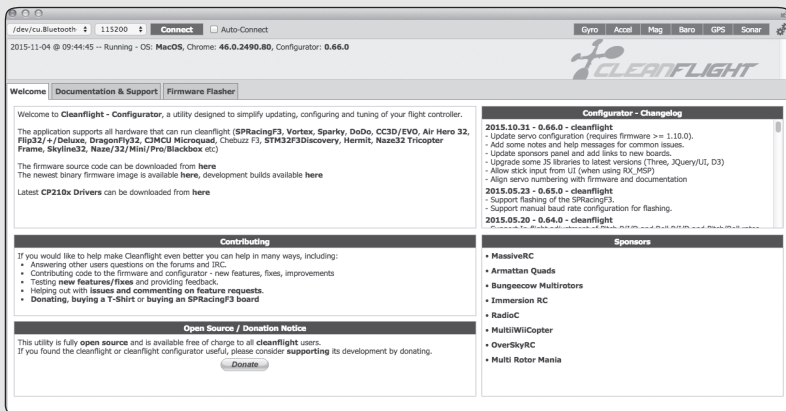 /dev/cu.Bluetooth 115200 Connect Auto-Connect Gyro Accel Mag Baro GPS Sonar
2015-11-04 @ 09:44:45 -- Running - OS: MacOS, Chrome: 46.0.2490.80, Configurator: 0.66.0
CLEANFLIGHT
Welcome Documentation & Support Firmware Flasher
Welcome to Cleanflight - Configurator, a utility designed to simplify updating, configuring and tuning of your flight controller.
The application supports all hardware that can run cleanflight (SPRacingF3, Vortex, Sparky, DoDo, CC3D/EVO, Air Hero 32,
Flip32/+/Deluxe, DragonFly32, CJMCU Microquad, Chebuzz F3, STM32F3Discovery, Hermit, Naze32 Tricopter
Frame, Skyline32, Naze/32/Mini/Pro/Blackbox etc)
The firmware source code can be downloaded from here
The newest binary firmware image is available here, development builds available here
Latest CP210x Drivers can be downloaded from here
Configurator - Changelog
2015.10.31 - 0.66.0 - cleanflight
- Update servo configuration (requires firmware >= 1.10.0).
- Add some notes and help messages for common issues.
- Update sponsors panel and add links to new boards.
- Upgrade some JS libraries to latest versions (Three, JQuery/UI, D3)
- Allow stick input from UI (when using RX_MSP)
- Align servo numbering with firmware and documentation
2015.05.23 - 0.65.0 - cleanflight
- Support flashing of the SPRacingF3.
- Support manual baud rate configuration for flashing.
2015.05.20 - 0.64.0 - cleanflight
- Support In-flight adjustment of Pitch P/I/D and Roll P/I/D and Pitch/Roll rates
Contributing
If you would like to help make Cleanflight even better you can help in many ways, including:
• Answering other users questions on the forums and IRC.
• Contributing code to the firmware and configurator - new features, fixes, improvements
• Testing new features/fixes and providing feedback.
• Helping out with issues and commenting on feature requests.
• Donating, buying a T-Shirt or buying an SPRacingF3 board
Open Source / Donation Notice
This utility is fully open source and is available free of charge to all cleanflight users.
If you found the cleanflight or cleanflight configurator useful, please consider supporting its development by donating.
Donate
Sponsors
• MassiveRC
• Armattan Quads
• Bungeecow Multirotors
• Immersion RC
• RadioC
• MultiiWiiCopter
• OverSkyRC
• Multi Rotor Mania